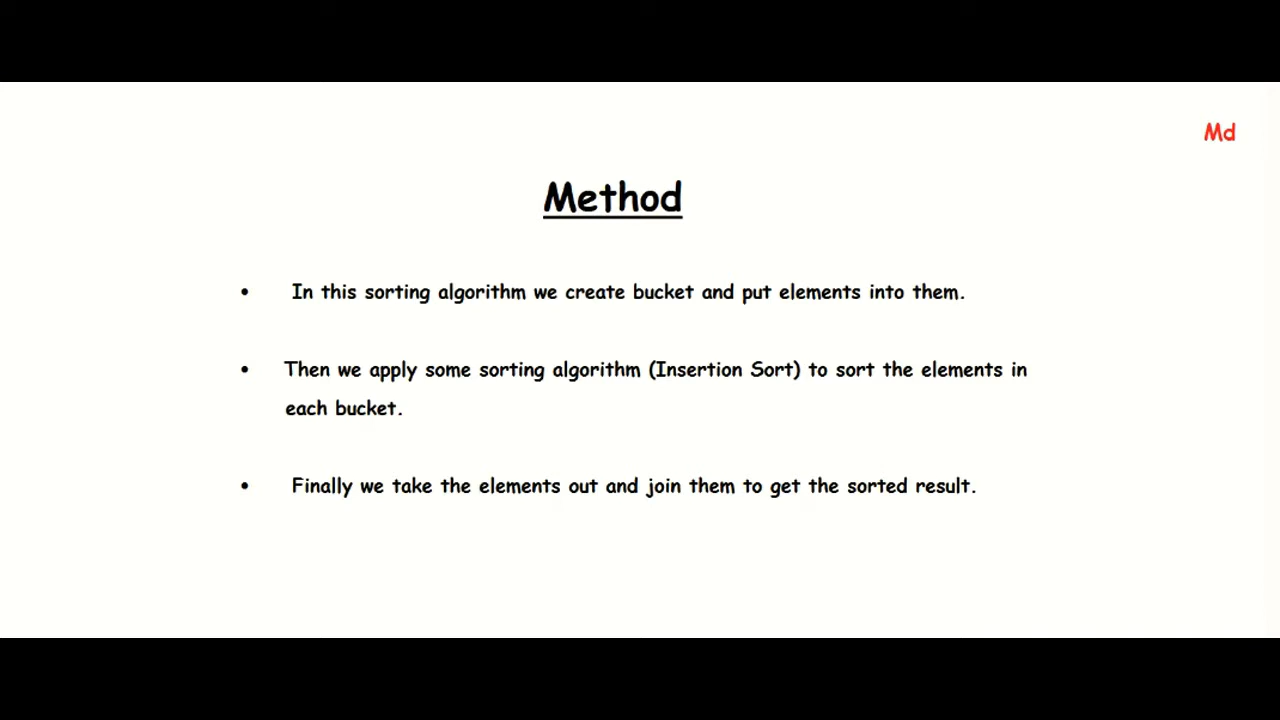 Md
Method
• In this sorting algorithm we create bucket and put elements into them.
• Then we apply some sorting algorithm (Insertion Sort) to sort the elements in
each bucket.
• Finally we take the elements out and join them to get the sorted result.